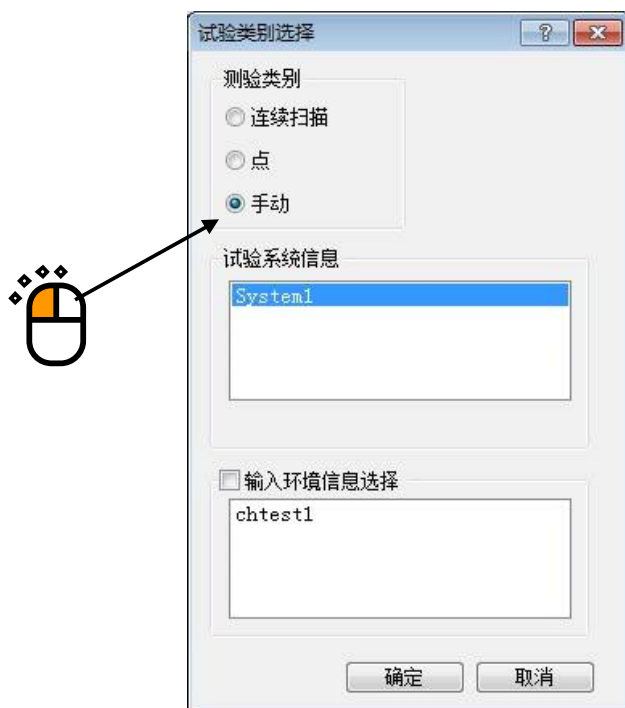 试验类别选择
测验类别
连续扫描
点
手动
试验系统信息
System1
输入环境信息选择
chtest1
确定 取消